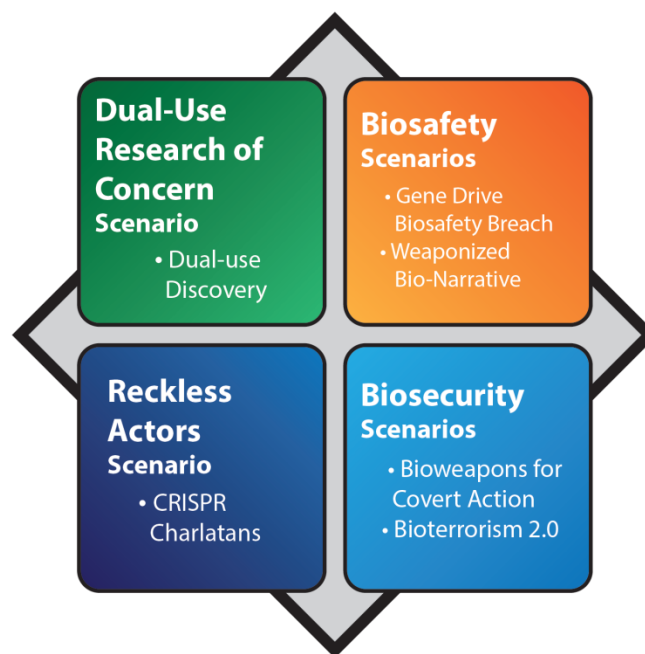 Dual-Use
Research of
Concern
Scenario
• Dual-use
Discovery
Biosafety
Scenarios
• Gene Drive
Biosafety Breach
• Weaponized
Bio-Narrative
Reckless
Actors
Scenario
• CRISPR
Charlatans
Biosecurity
Scenarios
• Bioweapons for
Covert Action
• Bioterrorism 2.0